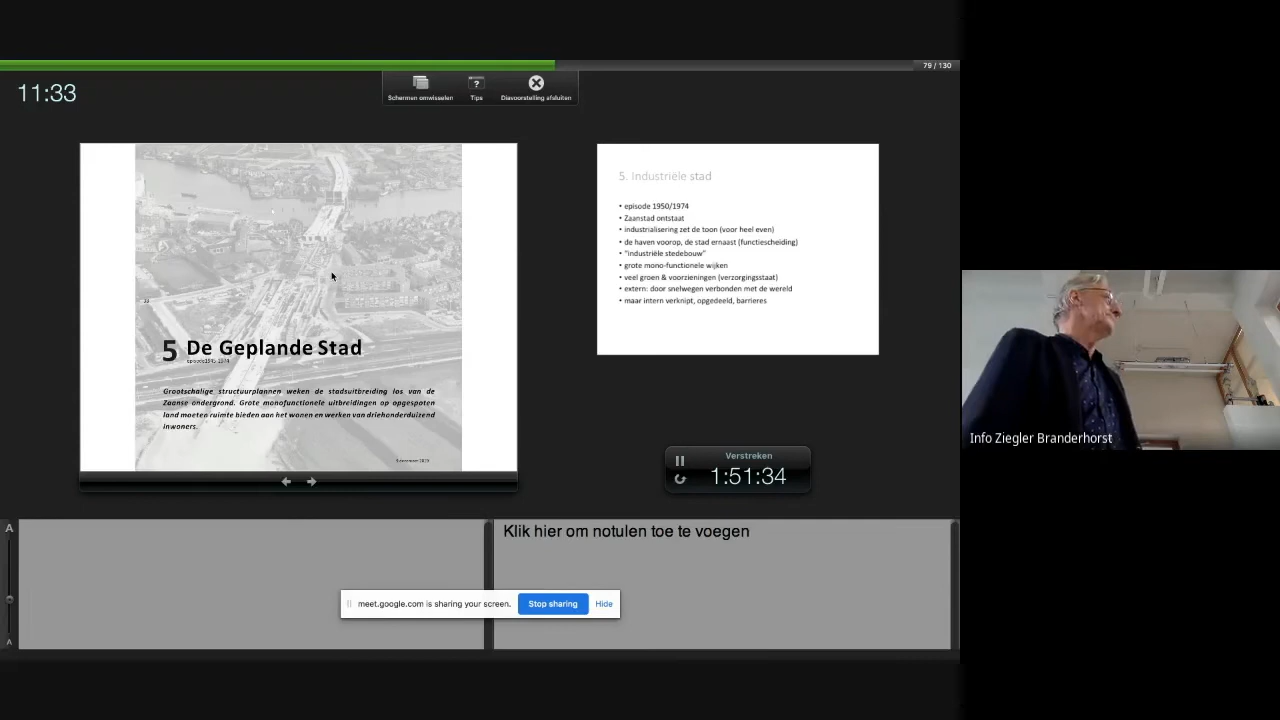 79 / 130
11:33
Schermen omwisselen
Tips
Diavoorstelling afsluiten
33
5 De Geplande Stad
episode1945-1974
Grootschalige structuurplannen weken de stadsuitbreiding los van de
Zaanse ondergrond. Grote monofunctionele uitbreidingen op opgespoten
land moeten ruimte bieden aan het wonen en werken van driehonderduizend
inwoners.
5. Industriële stad
• episode 1950/1974
• Zaanstad ontstaat
• industrialisering zet de toon (voor heel even)
• de haven voorop, de stad ernaast (functiescheiding)
• "industriële stedebouw"
• grote mono-functionele wijken
• veel groen & voorzieningen (verzorgingsstaat)
• extern: door snelwegen verbonden met de wereld
• maar intern verknipt, opgedeeld, barrieres
Verstreken
1:51:34
A
A
Klik hier om notulen toe te voegen
meet.google.com is sharing your screen.
Stop sharing
Hide
Info Ziegler Branderhorst